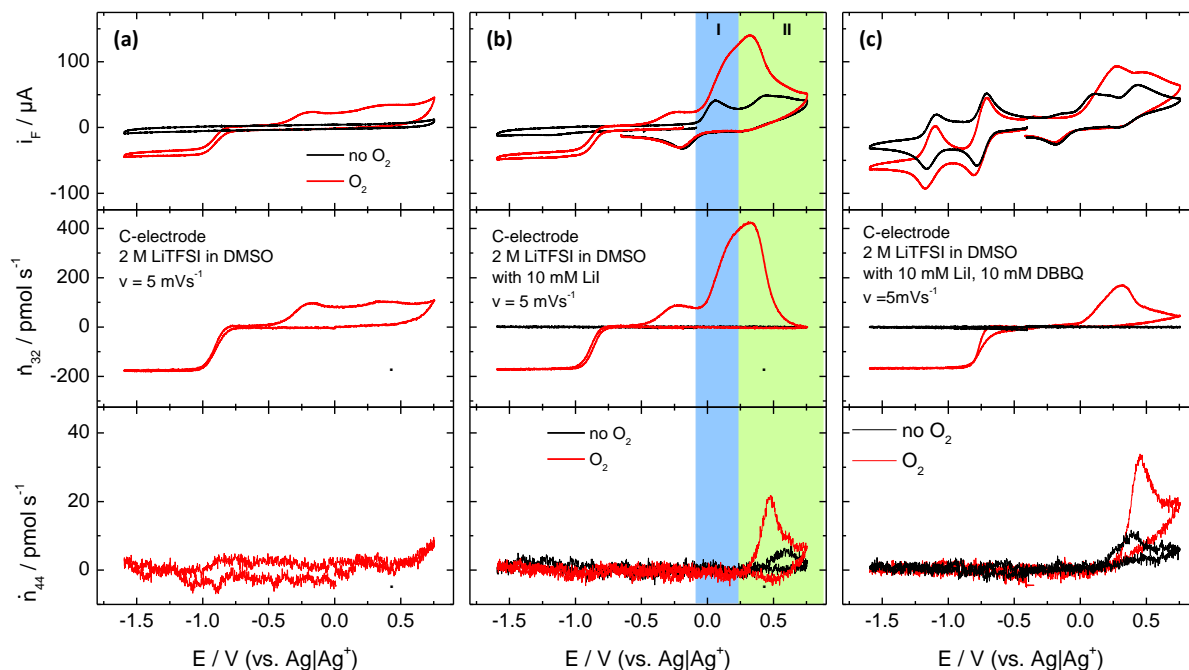 (a)
100
0
-100
i_F / µA
no O₂
O₂
(b)
I
II
(c)
400
200
0
-200
ṅ₃₂ / pmol s⁻¹
C-electrode
2 M LiTFSI in DMSO
v = 5 mVs⁻¹
C-electrode
2 M LiTFSI in DMSO
with 10 mM LiI
v = 5 mVs⁻¹
C-electrode
2 M LiTFSI in DMSO
with 10 mM LiI, 10 mM DBBQ
v =5mVs⁻¹
40
20
0
ṅ₄₄ / pmol s⁻¹
no O₂
O₂
no O₂
O₂
-1.5 -1.0 -0.5 0.0 0.5
-1.5 -1.0 -0.5 0.0 0.5
-1.5 -1.0 -0.5 0.0 0.5
E / V (vs. Ag|Ag⁺)
E / V (vs. Ag|Ag⁺)
E / V (vs. Ag|Ag⁺)